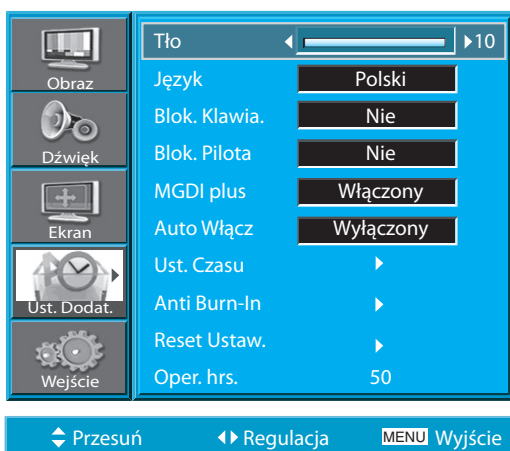 Obraz
Dźwięk
Ekran
Ust. Dodat.
Wejście
Tło 10
Język Polski
Blok. Klawia. Nie
Blok. Pilota Nie
MGDI plus Włączony
Auto Włącz Wyłączony
Ust. Czasu
Anti Burn-In
Reset Ustaw.
Oper. hrs. 50
Przesuń Regulacja MENU Wyjście